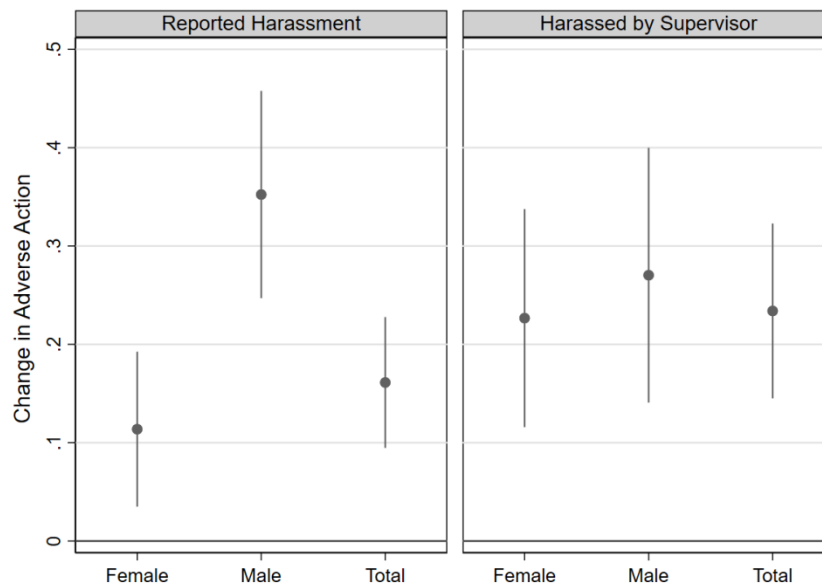 Reported Harassment
Harassed by Supervisor
Change in Adverse Action
.5
.4
.3
.2
.1
0
Female
Male
Total
Female
Male
Total